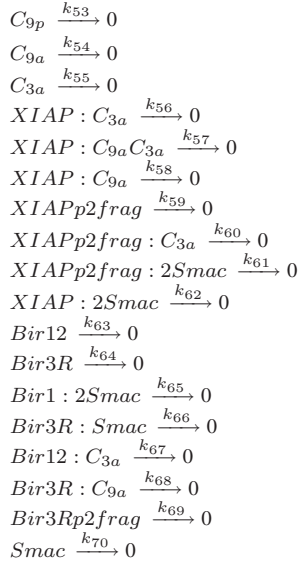 C₉ₚ —k₅₃→ 0
C₉ₐ —k₅₄→ 0
C₃ₐ —k₅₅→ 0
XIAP : C₃ₐ —k₅₆→ 0
XIAP : C₉ₐC₃ₐ —k₅₇→ 0
XIAP : C₉ₐ —k₅₈→ 0
XIAPp2frag —k₅₉→ 0
XIAPp2frag : C₃ₐ —k₆₀→ 0
XIAPp2frag : 2Smac —k₆₁→ 0
XIAP : 2Smac —k₆₂→ 0
Bir12 —k₆₃→ 0
Bir3R —k₆₄→ 0
Bir1 : 2Smac —k₆₅→ 0
Bir3R : Smac —k₆₆→ 0
Bir12 : C₃ₐ —k₆₇→ 0
Bir3R : C₉ₐ —k₆₈→ 0
Bir3Rp2frag —k₆₉→ 0
Smac —k₇₀→ 0